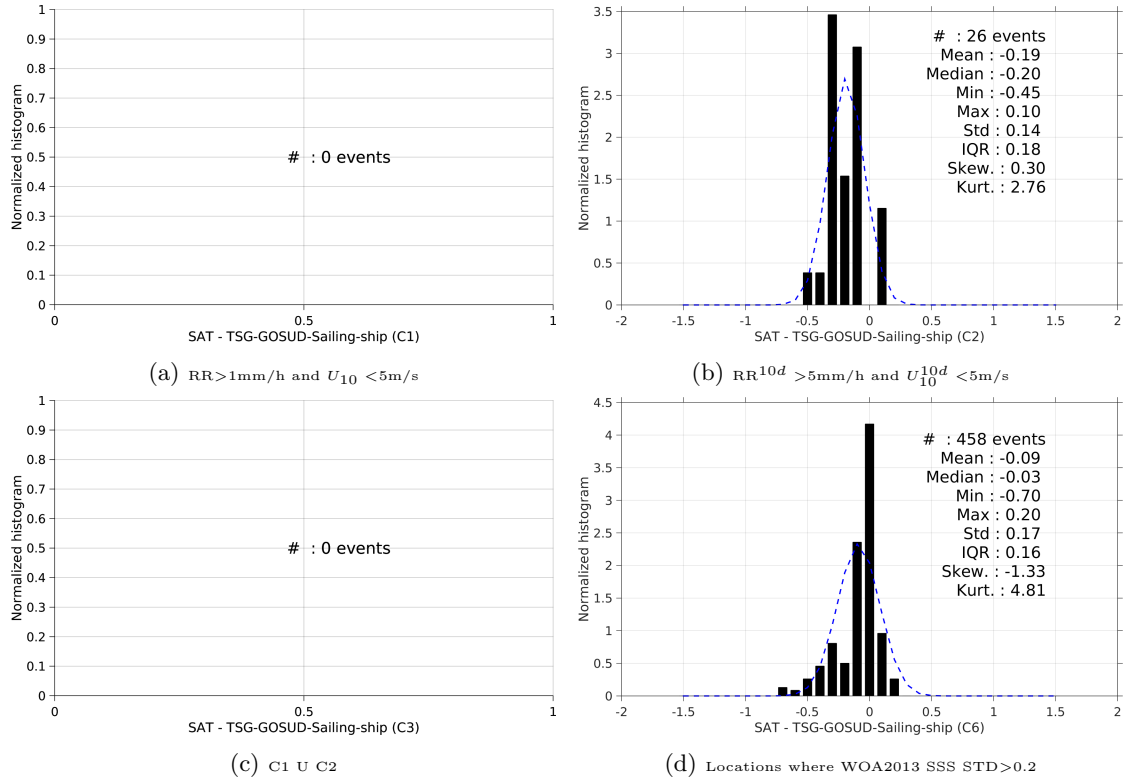 1
0.9
0.8
0.7
0.6
0.5
0.4
0.3
0.2
0.1
0
Normalized histogram
# : 0 events
0 0.5 1
SAT - TSG-GOSUD-Sailing-ship (C1)
(a) RR>1mm/h and U10 <5m/s
3.5
3
2.5
2
1.5
1
0.5
0
Normalized histogram
# : 26 events
Mean : -0.19
Median : -0.20
Min : -0.45
Max : 0.10
Std : 0.14
IQR : 0.18
Skew. : 0.30
Kurt. : 2.76
-2 -1.5 -1 -0.5 0 0.5 1 1.5 2
SAT - TSG-GOSUD-Sailing-ship (C2)
(b) RR^10d >5mm/h and U10^10d <5m/s
1
0.9
0.8
0.7
0.6
0.5
0.4
0.3
0.2
0.1
0
Normalized histogram
# : 0 events
0 0.5 1
SAT - TSG-GOSUD-Sailing-ship (C3)
(c) C1 U C2
4.5
4
3.5
3
2.5
2
1.5
1
0.5
0
Normalized histogram
# : 458 events
Mean : -0.09
Median : -0.03
Min : -0.70
Max : 0.20
Std : 0.17
IQR : 0.16
Skew. : -1.33
Kurt. : 4.81
-2 -1.5 -1 -0.5 0 0.5 1 1.5 2
SAT - TSG-GOSUD-Sailing-ship (C6)
(d) Locations where WOA2013 SSS STD>0.2